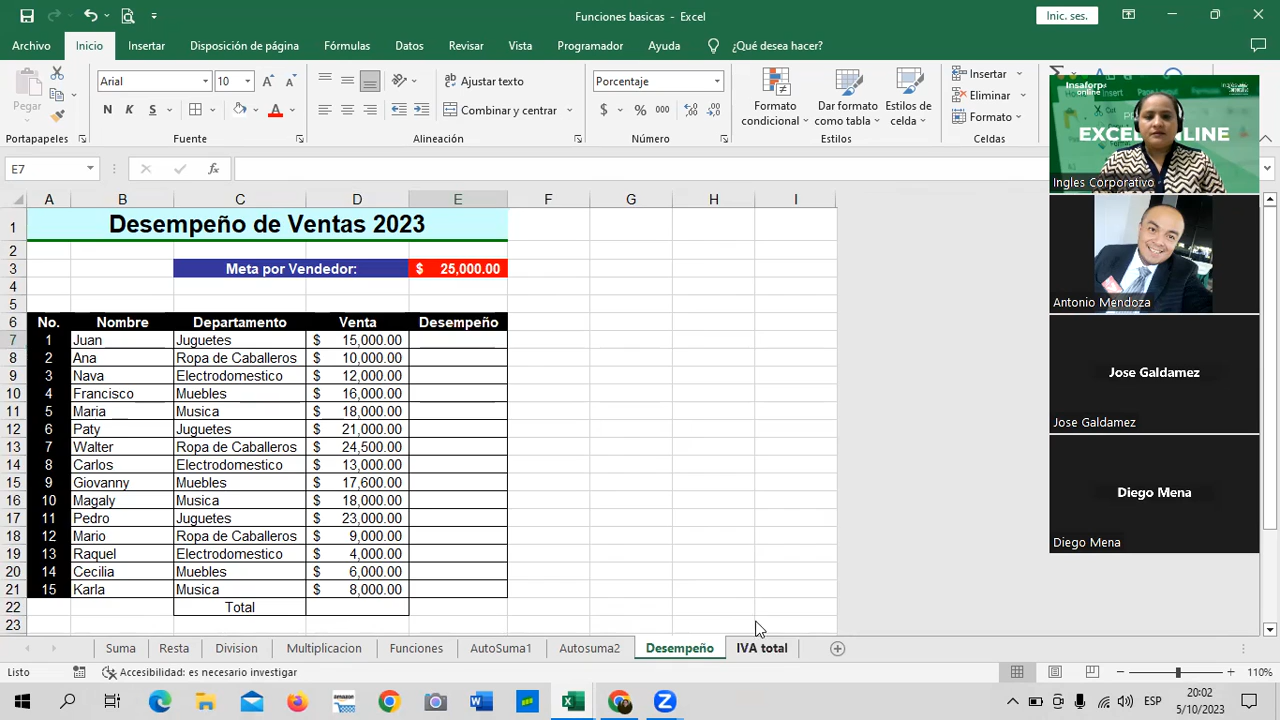 Funciones basicas - Excel
Inic. ses.
Archivo Inicio Insertar Disposición de página Fórmulas Datos Revisar Vista Programador Ayuda ¿Qué desea hacer?
Pegar
Arial 10
N K S
Ajustar texto
Combinar y centrar
Porcentaje
$ % 000
Formato condicional
Dar formato como tabla
Estilos de celda
Insertar
Eliminar
Formato
Portapapeles Fuente Alineación Número Estilos Celdas
E7
fx
A B C D E F G H I
1 Desempeño de Ventas 2023
2
3 Meta por Vendedor: $ 25,000.00
4
5
6 No. Nombre Departamento Venta Desempeño
7 1 Juan Juguetes $ 15,000.00
8 2 Ana Ropa de Caballeros $ 10,000.00
9 3 Nava Electrodomestico $ 12,000.00
10 4 Francisco Muebles $ 16,000.00
11 5 Maria Musica $ 18,000.00
12 6 Paty Juguetes $ 21,000.00
13 7 Walter Ropa de Caballeros $ 24,500.00
14 8 Carlos Electrodomestico $ 13,000.00
15 9 Giovanny Muebles $ 17,600.00
16 10 Magaly Musica $ 18,000.00
17 11 Pedro Juguetes $ 23,000.00
18 12 Mario Ropa de Caballeros $ 9,000.00
19 13 Raquel Electrodomestico $ 4,000.00
20 14 Cecilia Muebles $ 6,000.00
21 15 Karla Musica $ 8,000.00
22 Total
23
Insaforp online
EXCEL ONLINE
Ingles Corporativo
Antonio Mendoza
Jose Galdamez
Jose Galdamez
Diego Mena
Diego Mena
Suma Resta Division Multiplicacion Funciones AutoSuma1 Autosuma2 Desempeño IVA total
Listo Accesibilidad: es necesario investigar 110%
ESP
20:02
5/10/2023